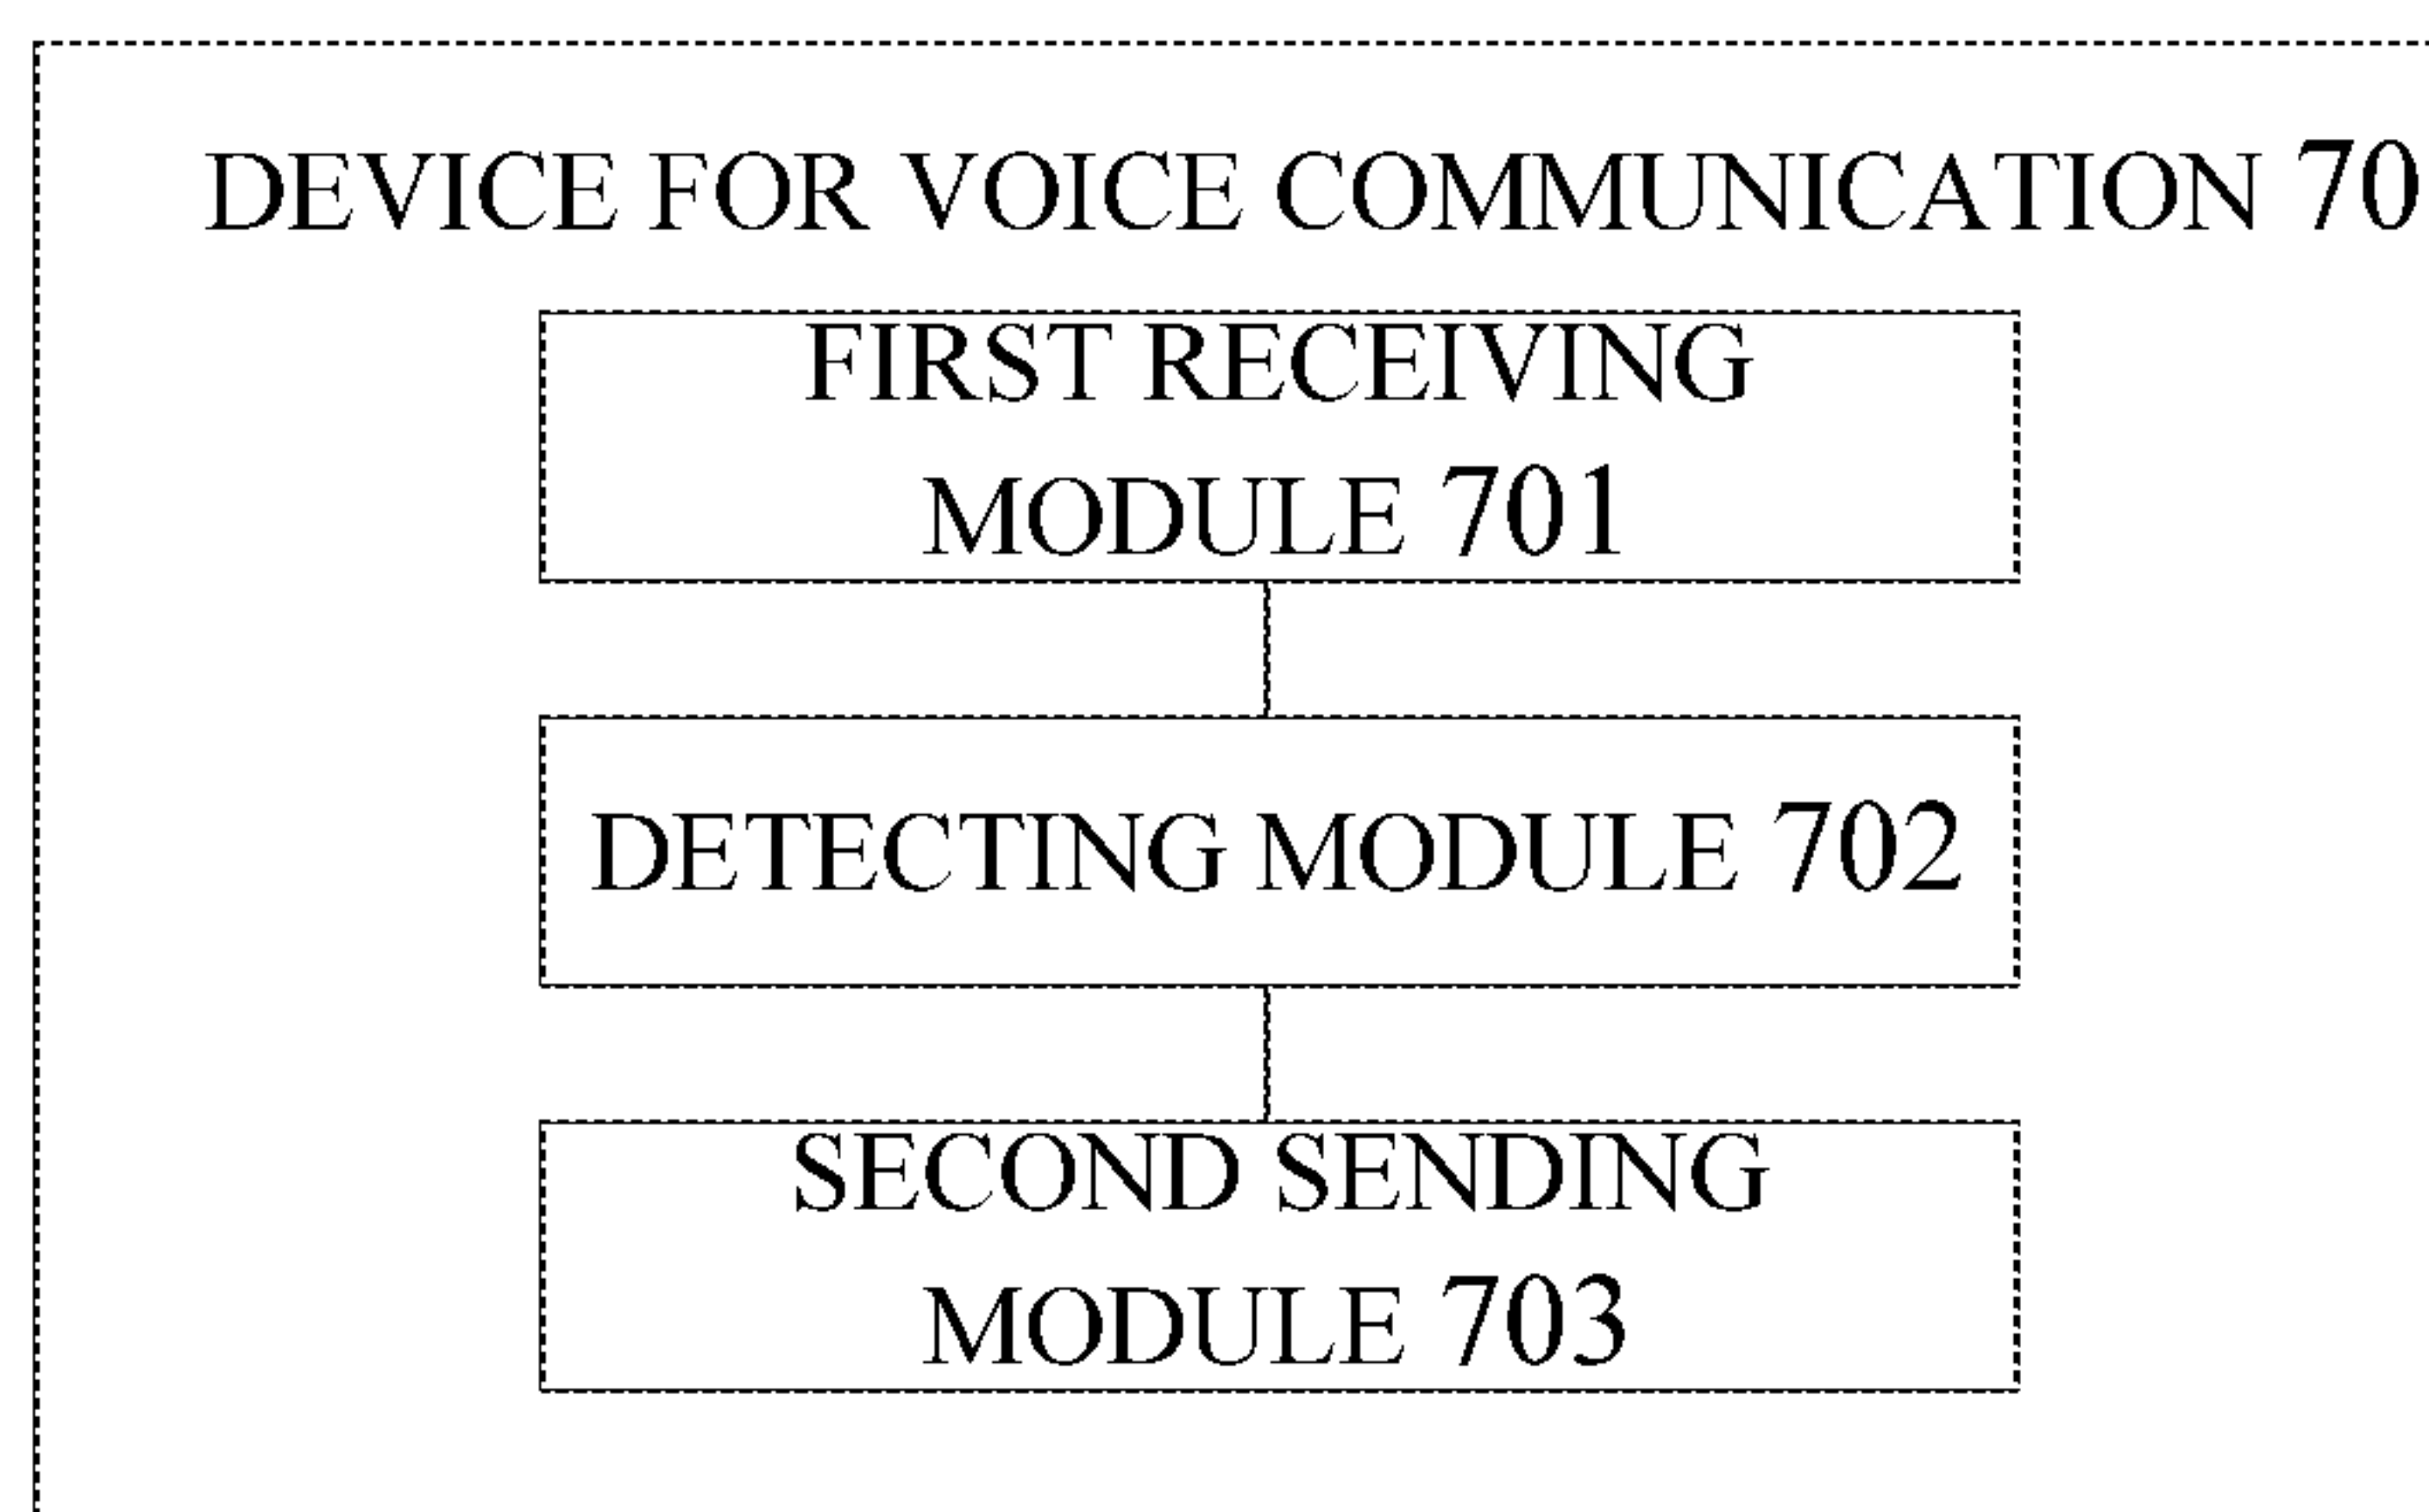 DEVICE FOR VOICE COMMUNICATION 70
FIRST RECEIVING
MODULE 701
DETECTING MODULE 702
SECOND SENDING
MODULE 703